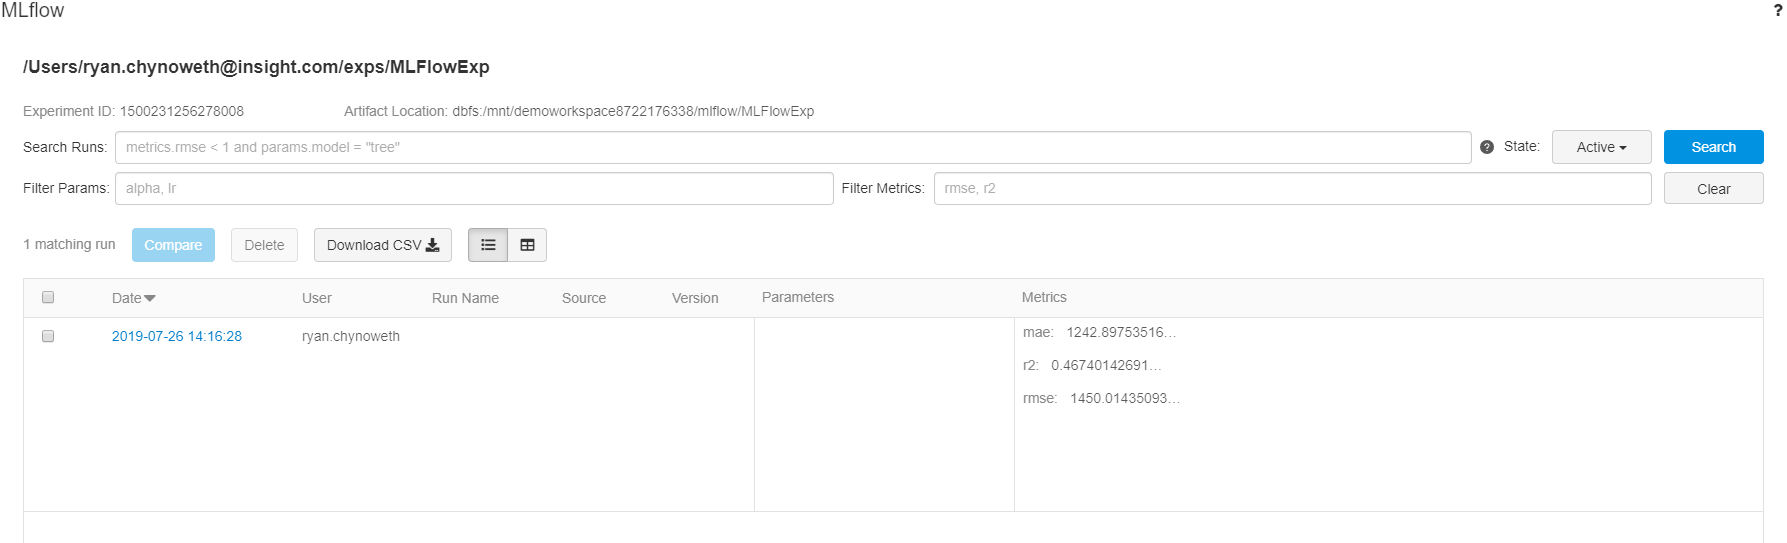 MLflow ?
/Users/ryan.chynoweth@insight.com/exps/MLFlowExp
Experiment ID: 1500231256278008 Artifact Location: dbfs:/mnt/demoworkspace8722176338/mlflow/MLFlowExp
Search Runs: metrics.rmse < 1 and params.model = "tree" ? State: Active Search
Filter Params: alpha, lr Filter Metrics: rmse, r2 Clear
1 matching run Compare Delete Download CSV
Date User Run Name Source Version Parameters Metrics
2019-07-26 14:16:28 ryan.chynoweth mae: 1242.89753516...
r2: 0.46740142691...
rmse: 1450.01435093...